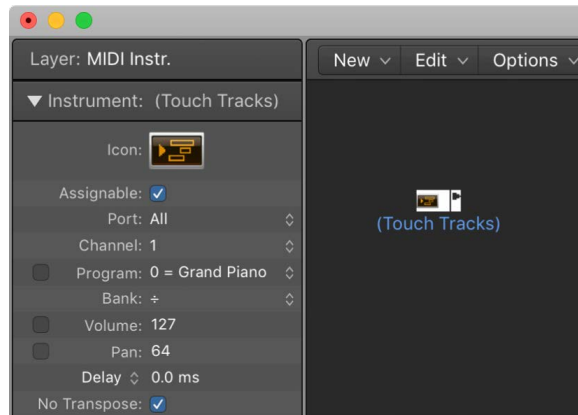 Layer: MIDI Instr.
New Edit Options
Instrument: (Touch Tracks)
Icon:
Assignable:
Port: All
(Touch Tracks)
Channel: 1
Program: 0 = Grand Piano
Bank: ÷
Volume: 127
Pan: 64
Delay 0.0 ms
No Transpose: